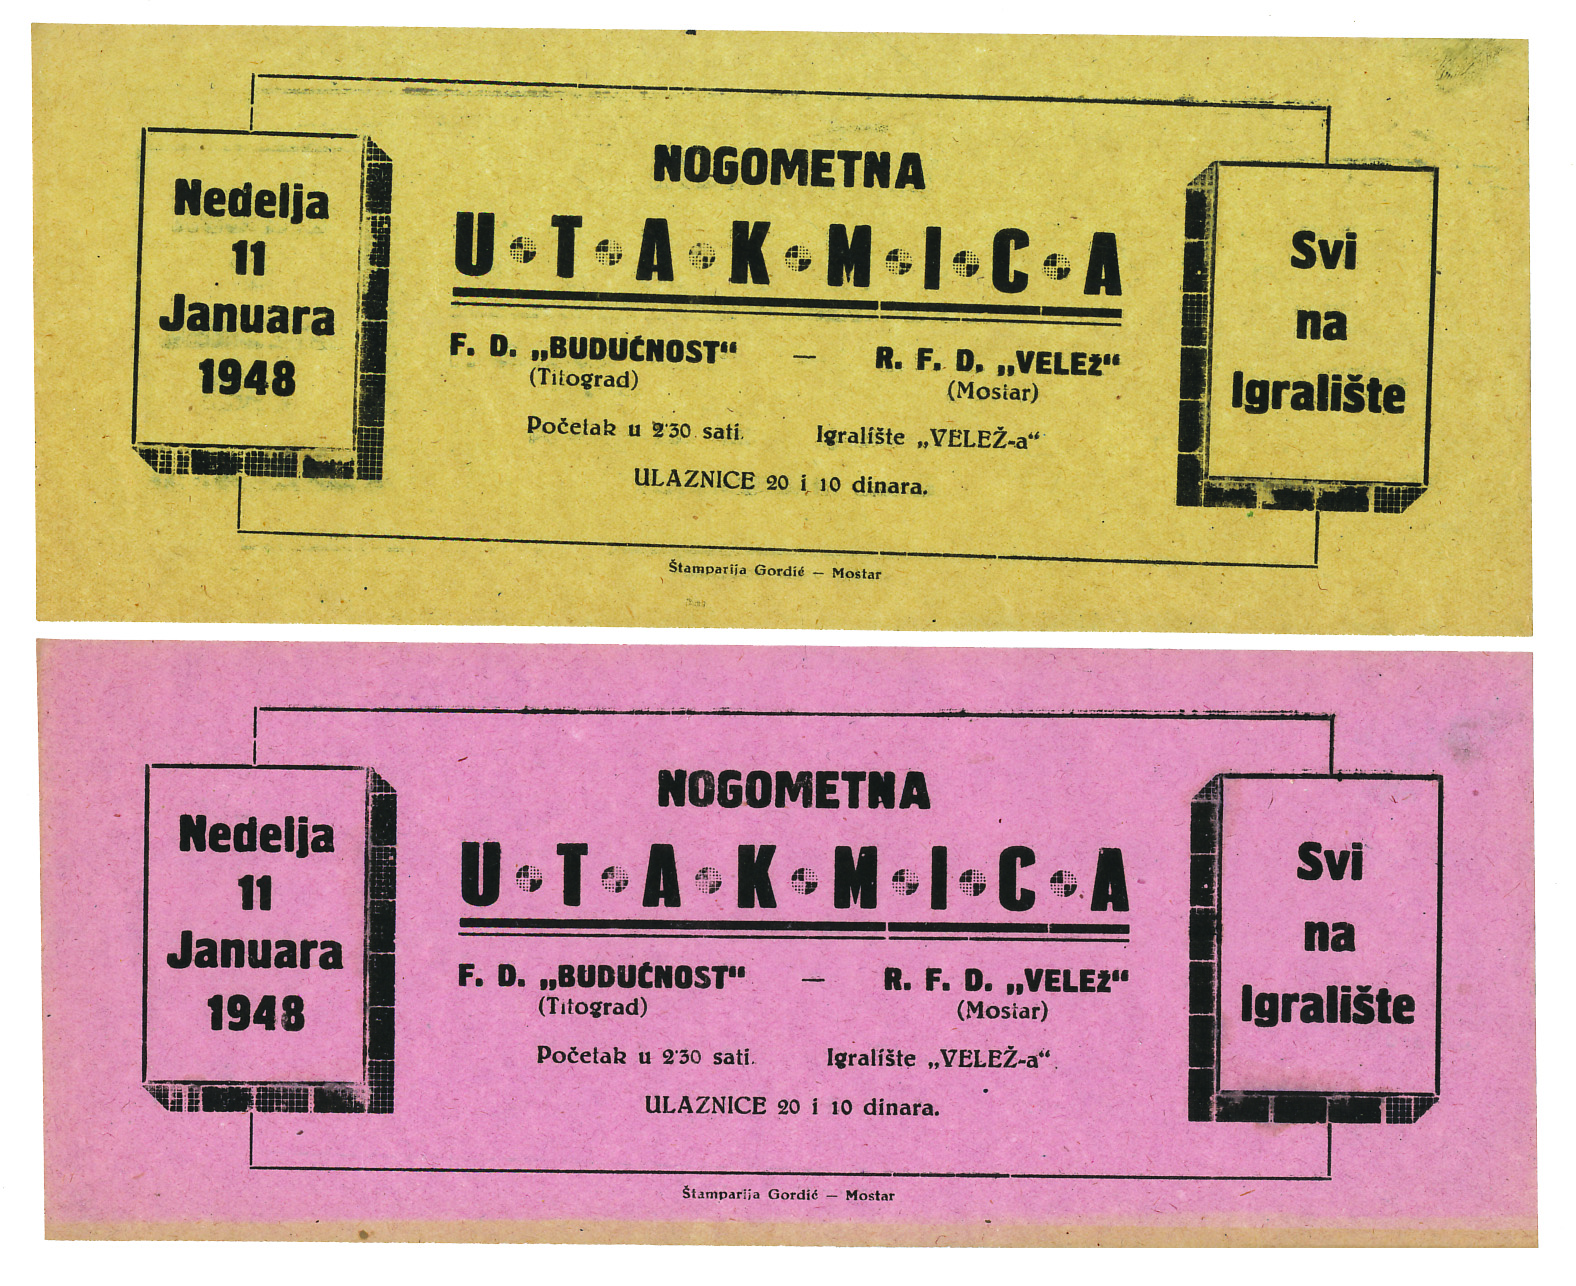 Nedelja
11
Januara
1948
NOGOMETNA
UTAKMICA
F. D. „BUDUĆNOST“ — R. F. D. „VELEŽ“
(Titograd) (Mostar)
Početak u 2˙30 sati. Igralište „VELEŽ-a“
ULAZNICE 20 i 10 dinara.
Svi
na
Igralište
Štamparija Gordić — Mostar
Nedelja
11
Januara
1948
NOGOMETNA
UTAKMICA
F. D. „BUDUĆNOST“ — R. F. D. „VELEŽ“
(Titograd) (Mostar)
Početak u 2˙30 sati. Igralište „VELEŽ-a“.
ULAZNICE 20 i 10 dinara.
Svi
na
Igralište
Štamparija Gordić — Mostar